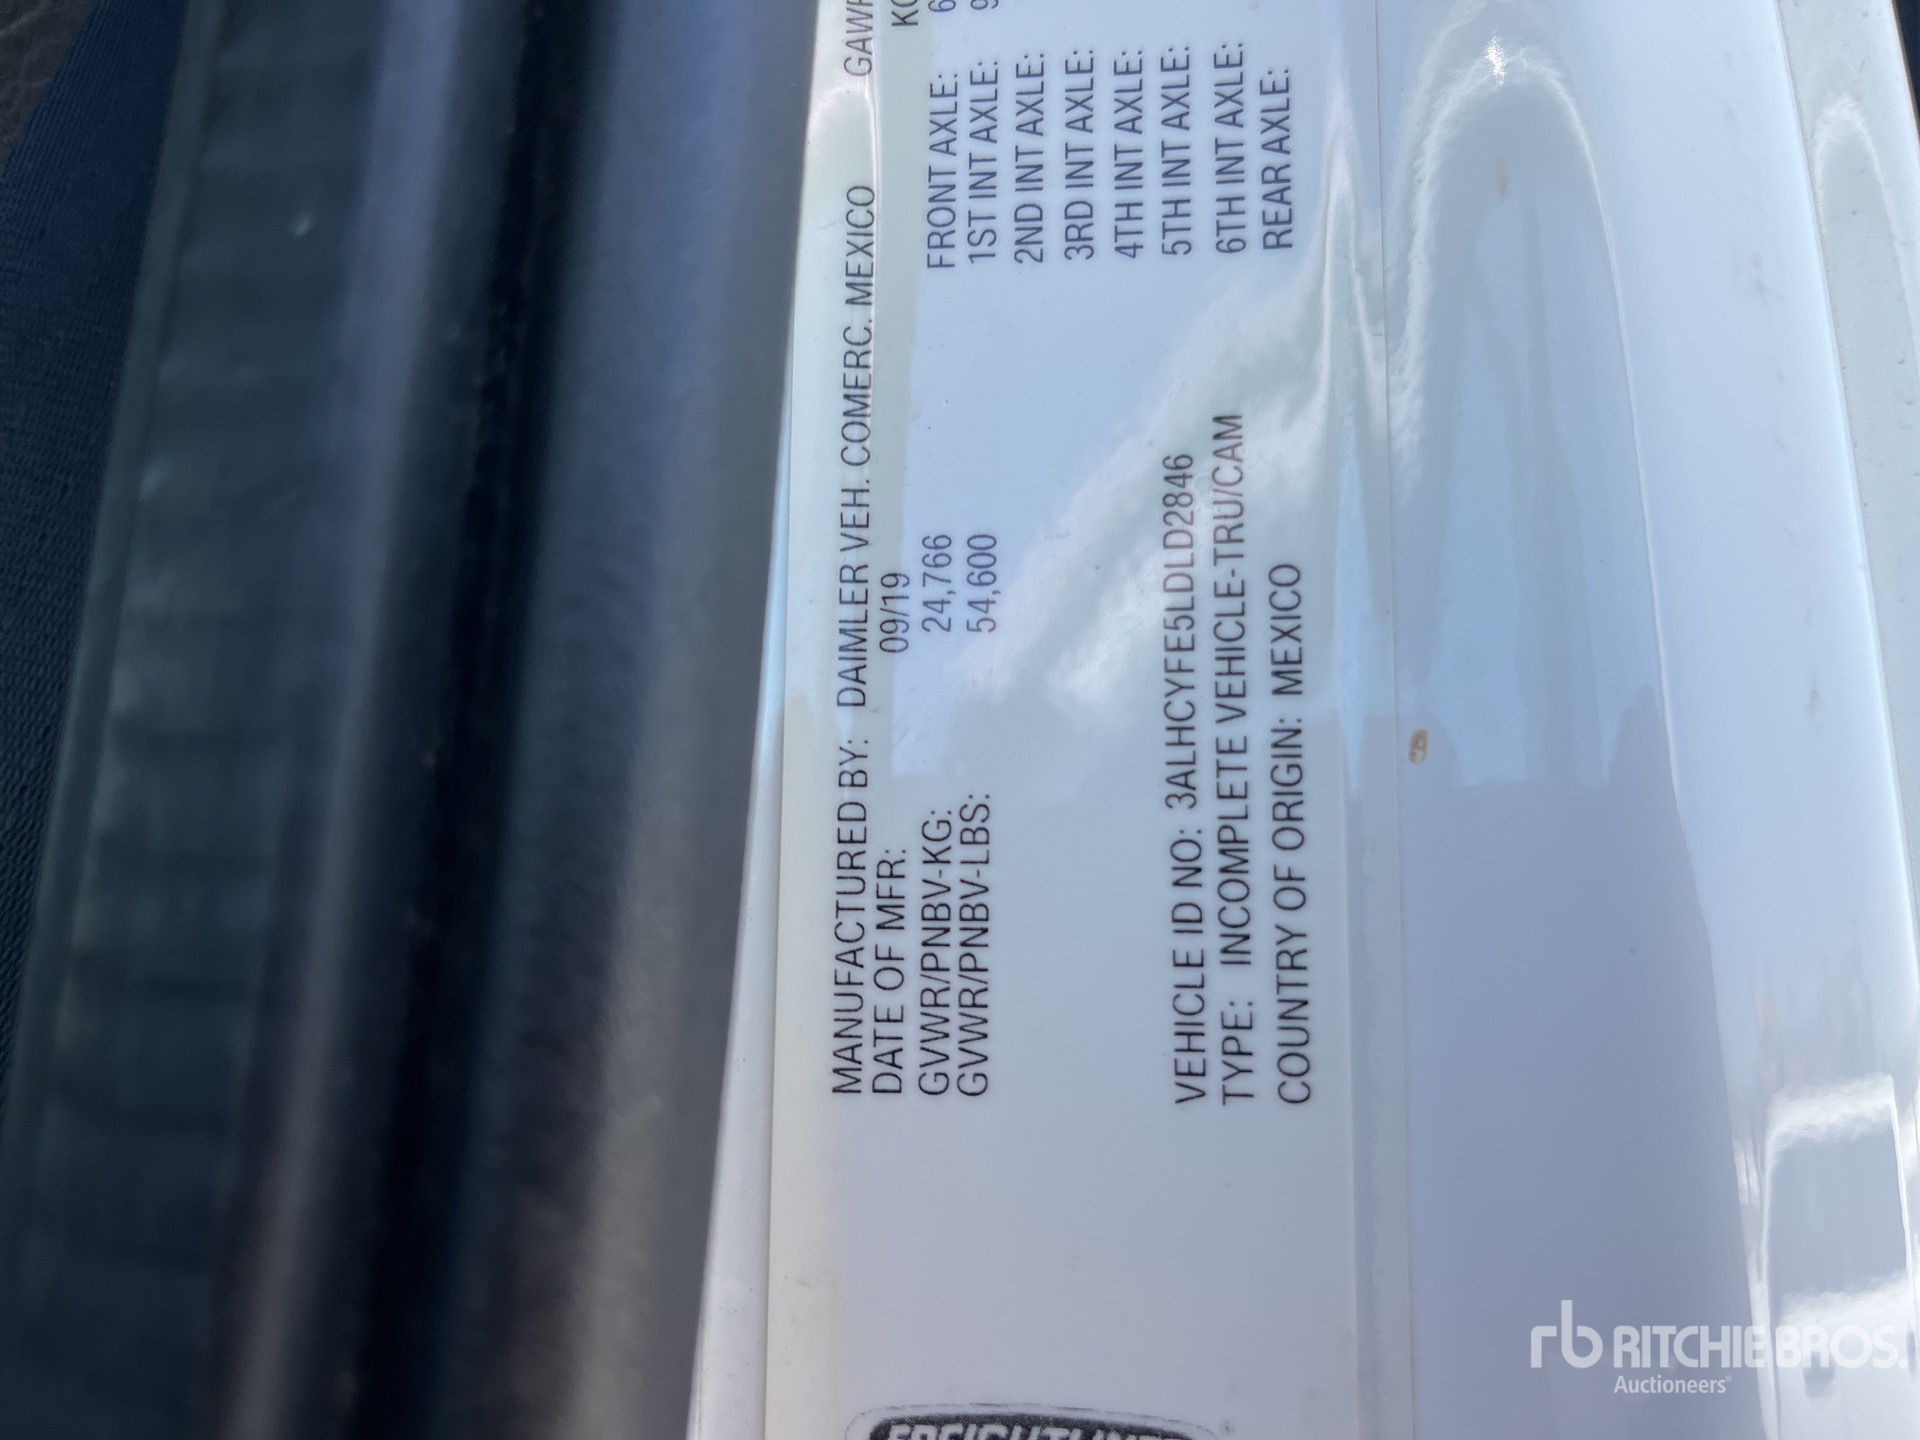 MANUFACTURED BY: DAIMLER VEH. COMERC. MEXICO
DATE OF MFR: 09/19
GVWR/PNBV-KG: 24,766
GVWR/PNBV-LBS: 54,600
VEHICLE ID NO: 3ALHCYFE5LDLD2846
TYPE: INCOMPLETE VEHICLE-TRU/CAM
COUNTRY OF ORIGIN: MEXICO
FRONT AXLE:
1ST INT AXLE:
2ND INT AXLE:
3RD INT AXLE:
4TH INT AXLE:
5TH INT AXLE:
6TH INT AXLE:
REAR AXLE:
FREIGHTLINER
rb RITCHIE BROS.
Auctioneers